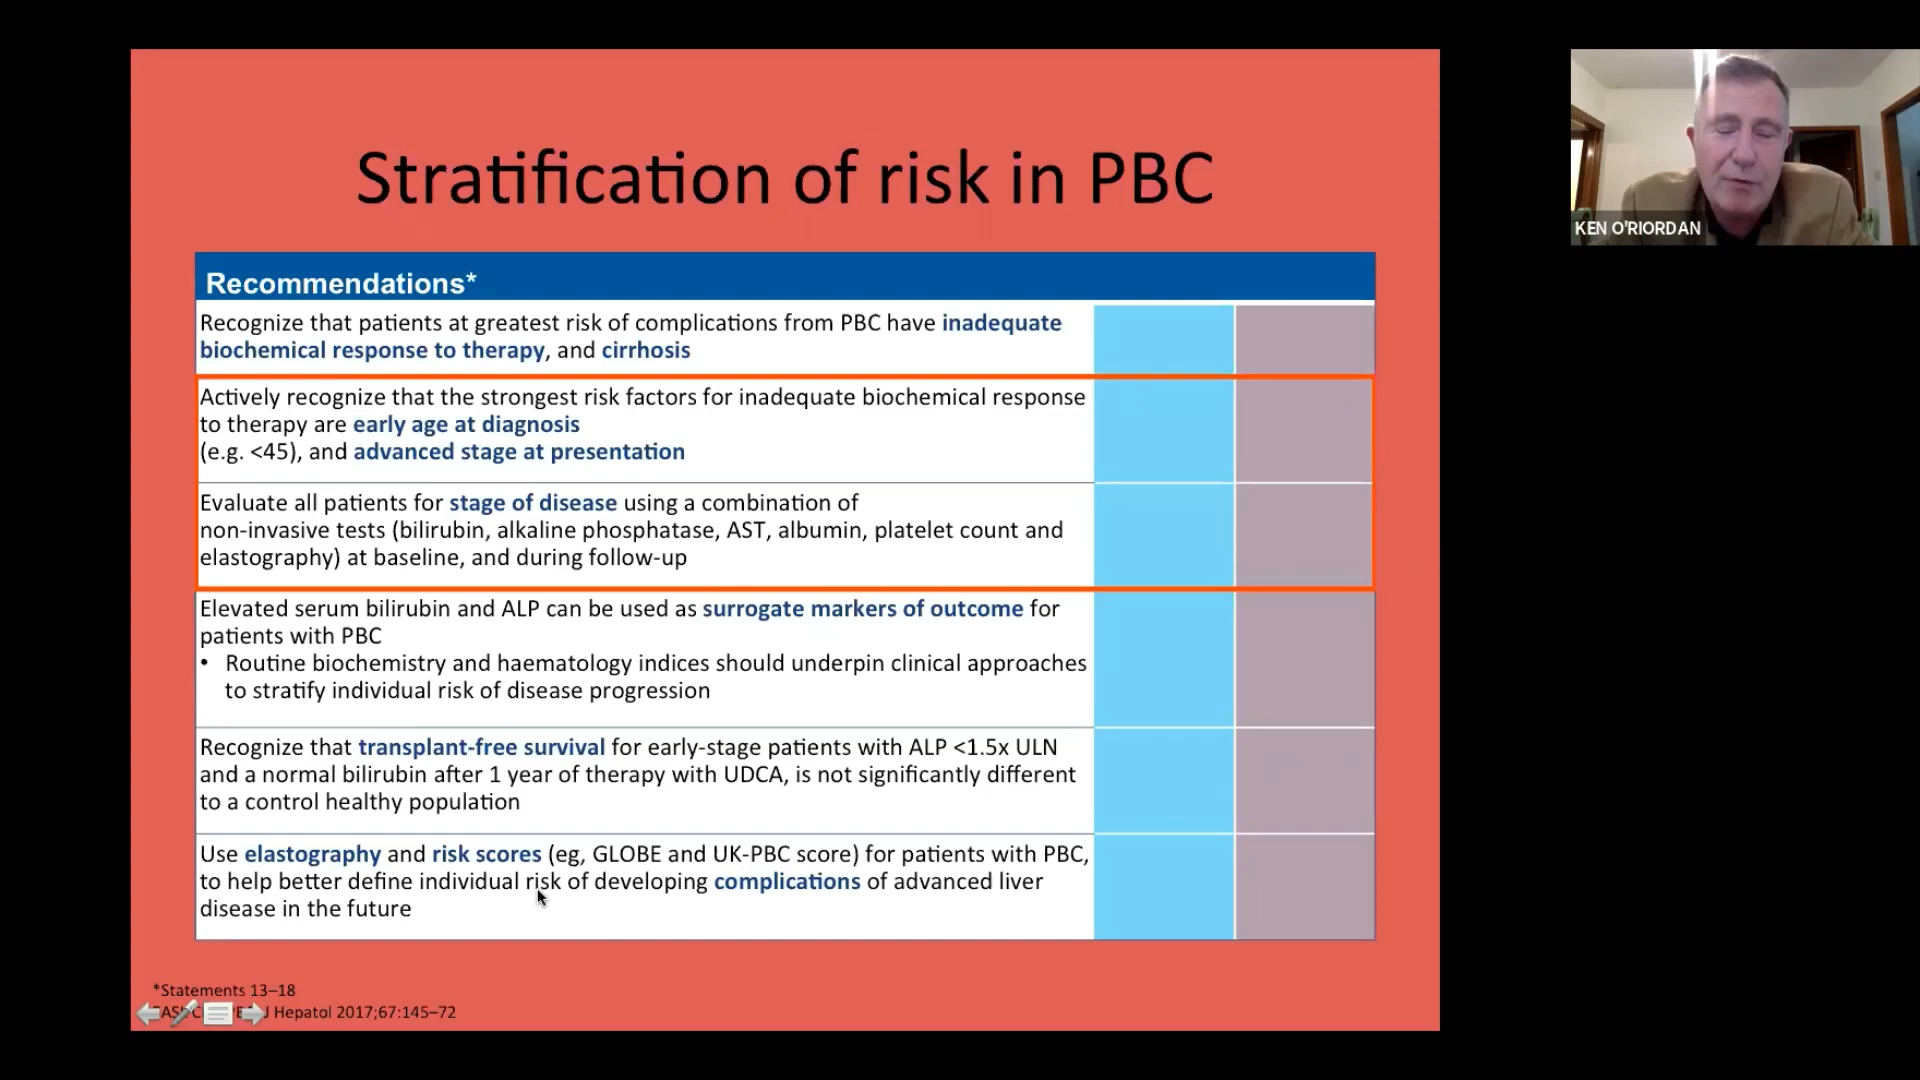 Stratification of risk in PBC
KEN O'RIORDAN
Recommendations*
Recognize that patients at greatest risk of complications from PBC have inadequate
biochemical response to therapy, and cirrhosis
Actively recognize that the strongest risk factors for inadequate biochemical response
to therapy are early age at diagnosis
(e.g. <45), and advanced stage at presentation
Evaluate all patients for stage of disease using a combination of
non-invasive tests (bilirubin, alkaline phosphatase, AST, albumin, platelet count and
elastography) at baseline, and during follow-up
Elevated serum bilirubin and ALP can be used as surrogate markers of outcome for
patients with PBC
• Routine biochemistry and haematology indices should underpin clinical approaches
to stratify individual risk of disease progression
Recognize that transplant-free survival for early-stage patients with ALP <1.5x ULN
and a normal bilirubin after 1 year of therapy with UDCA, is not significantly different
to a control healthy population
Use elastography and risk scores (eg, GLOBE and UK-PBC score) for patients with PBC,
to help better define individual risk of developing complications of advanced liver
disease in the future
*Statements 13–18
J Hepatol 2017;67:145–72